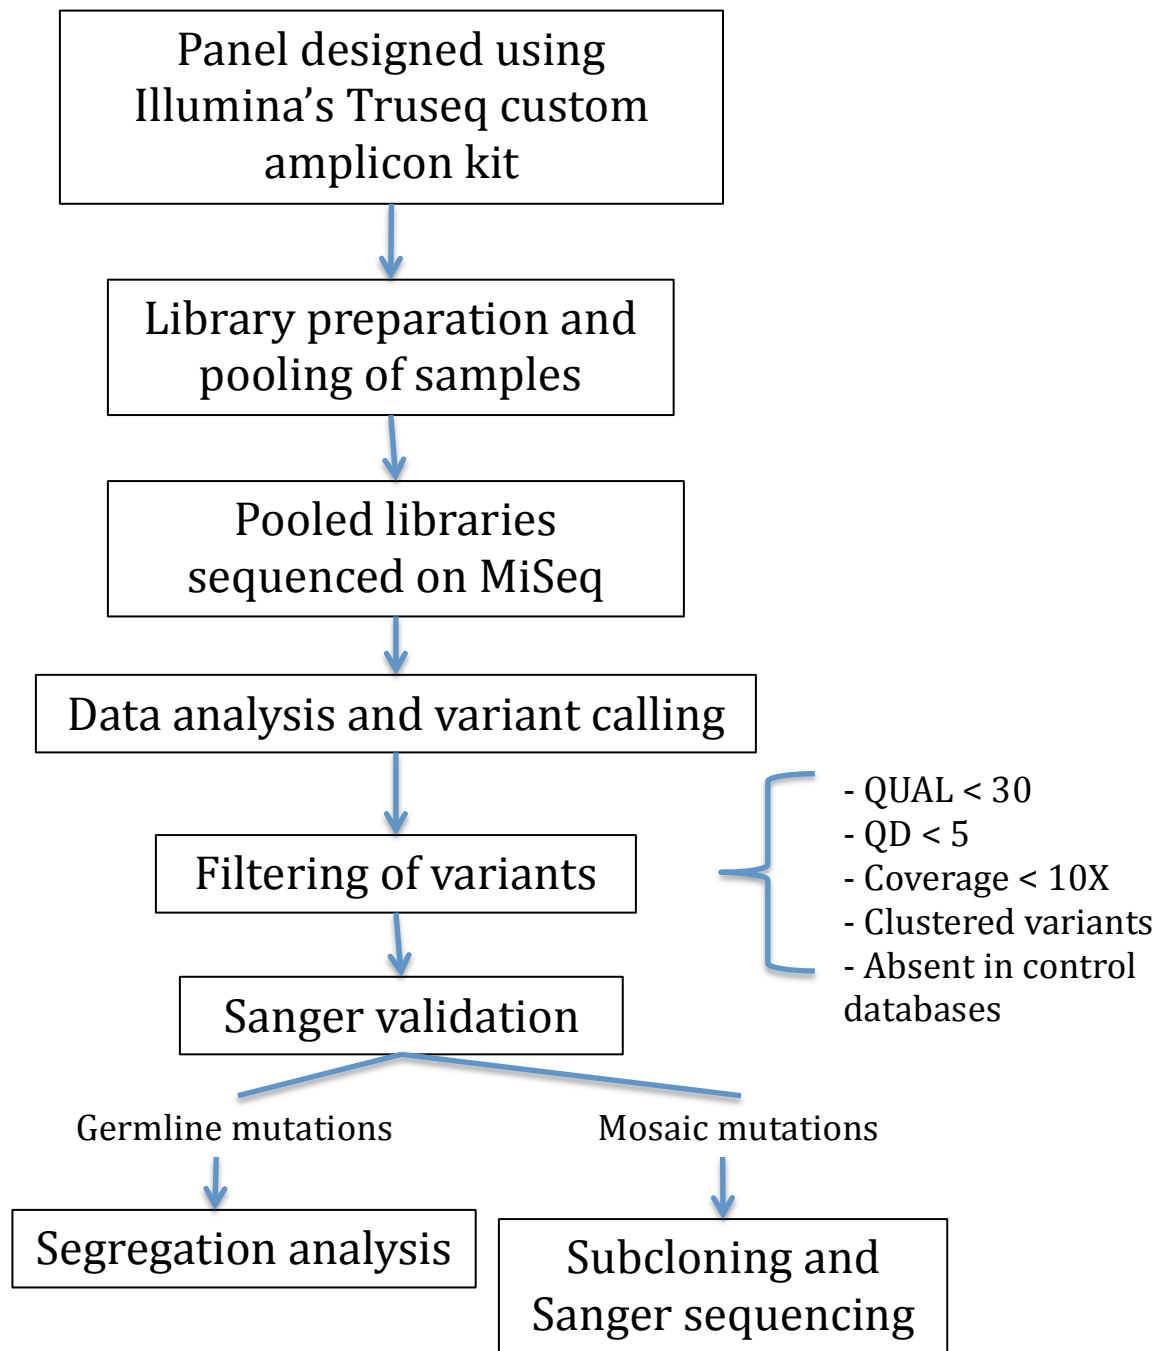 Panel designed using
Illumina’s Truseq custom
amplicon kit
Library preparation and
pooling of samples
Pooled libraries
sequenced on MiSeq
Data analysis and variant calling
Filtering of variants
- QUAL < 30
- QD < 5
- Coverage < 10X
- Clustered variants
- Absent in control
databases
Sanger validation
Germline mutations
Mosaic mutations
Segregation analysis
Subcloning and
Sanger sequencing